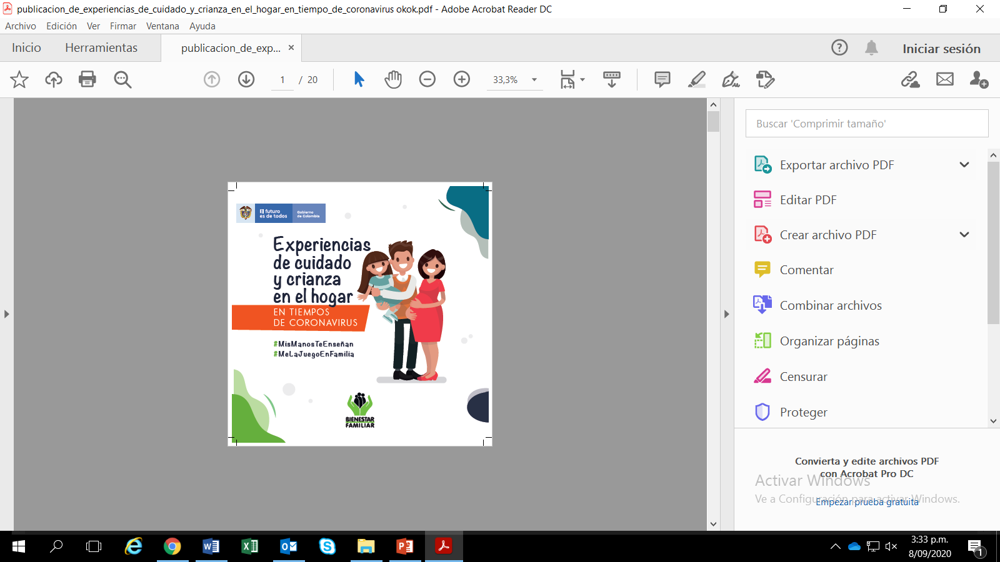 publicacion_de_experiencias_de_cuidado_y_crianza_en_el_hogar_en_tiempo_de_coronavirus okok.pdf - Adobe Acrobat Reader DC
Archivo Edición Ver Firmar Ventana Ayuda
Inicio Herramientas publicacion_de_exp... × Iniciar sesión
1 / 20 33,3%
Buscar 'Comprimir tamaño'
Exportar archivo PDF
Editar PDF
Crear archivo PDF
Comentar
Combinar archivos
Organizar páginas
Censurar
Proteger
Convierta y edite archivos PDF
con Acrobat Pro DC
Activar Windows
Ve a Configuración para activar Windows.
Empezar prueba gratuita
El futuro
es de todos
Gobierno
de Colombia
Experiencias
de cuidado
y crianza
en el hogar
EN TIEMPOS
DE CORONAVIRUS
#MisManosTeEnseñan
#MeLaJuegoEnFamilia
BIENESTAR
FAMILIAR
3:33 p.m.
8/09/2020
1